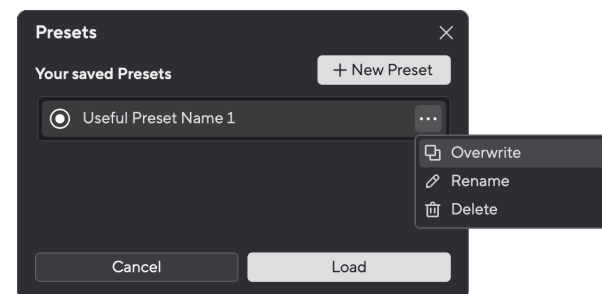 Presets
Your saved Presets
+ New Preset
Useful Preset Name 1
Overwrite
Rename
Delete
Cancel
Load